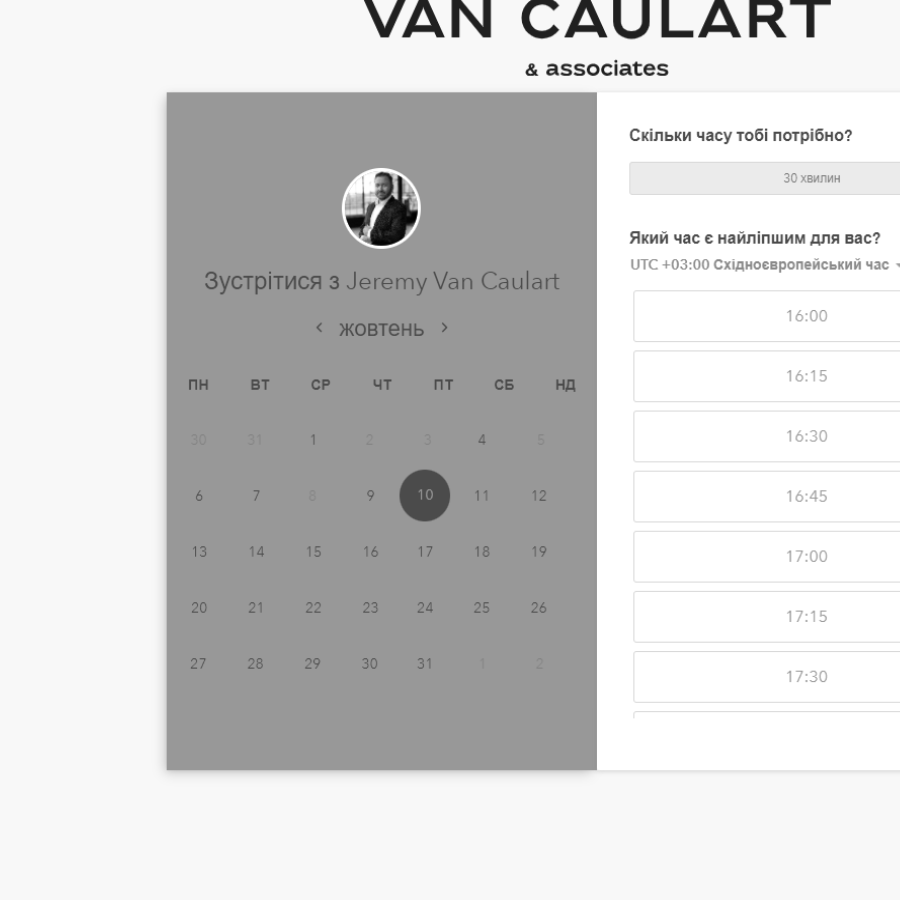 VAN CAULART
& associates
Зустрітися з Jeremy Van Caulart
жовтень
ПН ВТ СР ЧТ ПТ СБ НД
30 31 1 2 3 4 5
6 7 8 9 10 11 12
13 14 15 16 17 18 19
20 21 22 23 24 25 26
27 28 29 30 31 1 2
Скільки часу тобі потрібно?
30 хвилин
Який час є найліпшим для вас?
UTC +03:00 Східноєвропейський час
16:00
16:15
16:30
16:45
17:00
17:15
17:30